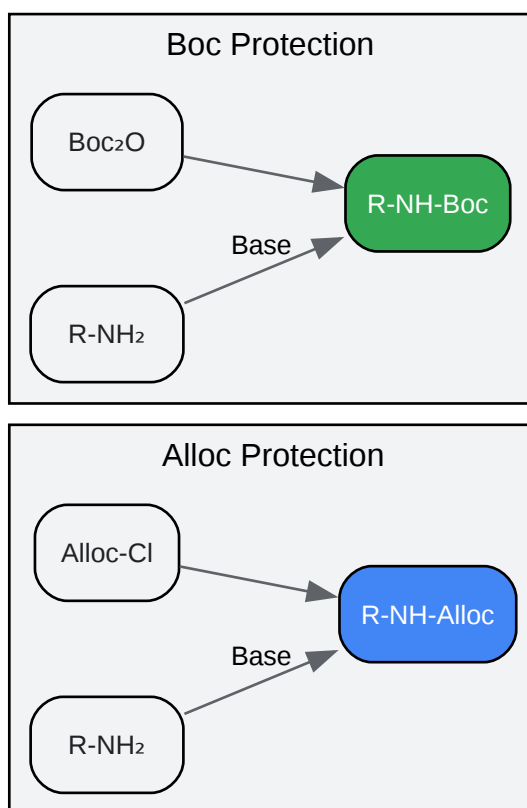 Boc Protection
Boc₂O
R-NH-Boc
Base
R-NH₂
Alloc Protection
Alloc-Cl
R-NH-Alloc
Base
R-NH₂